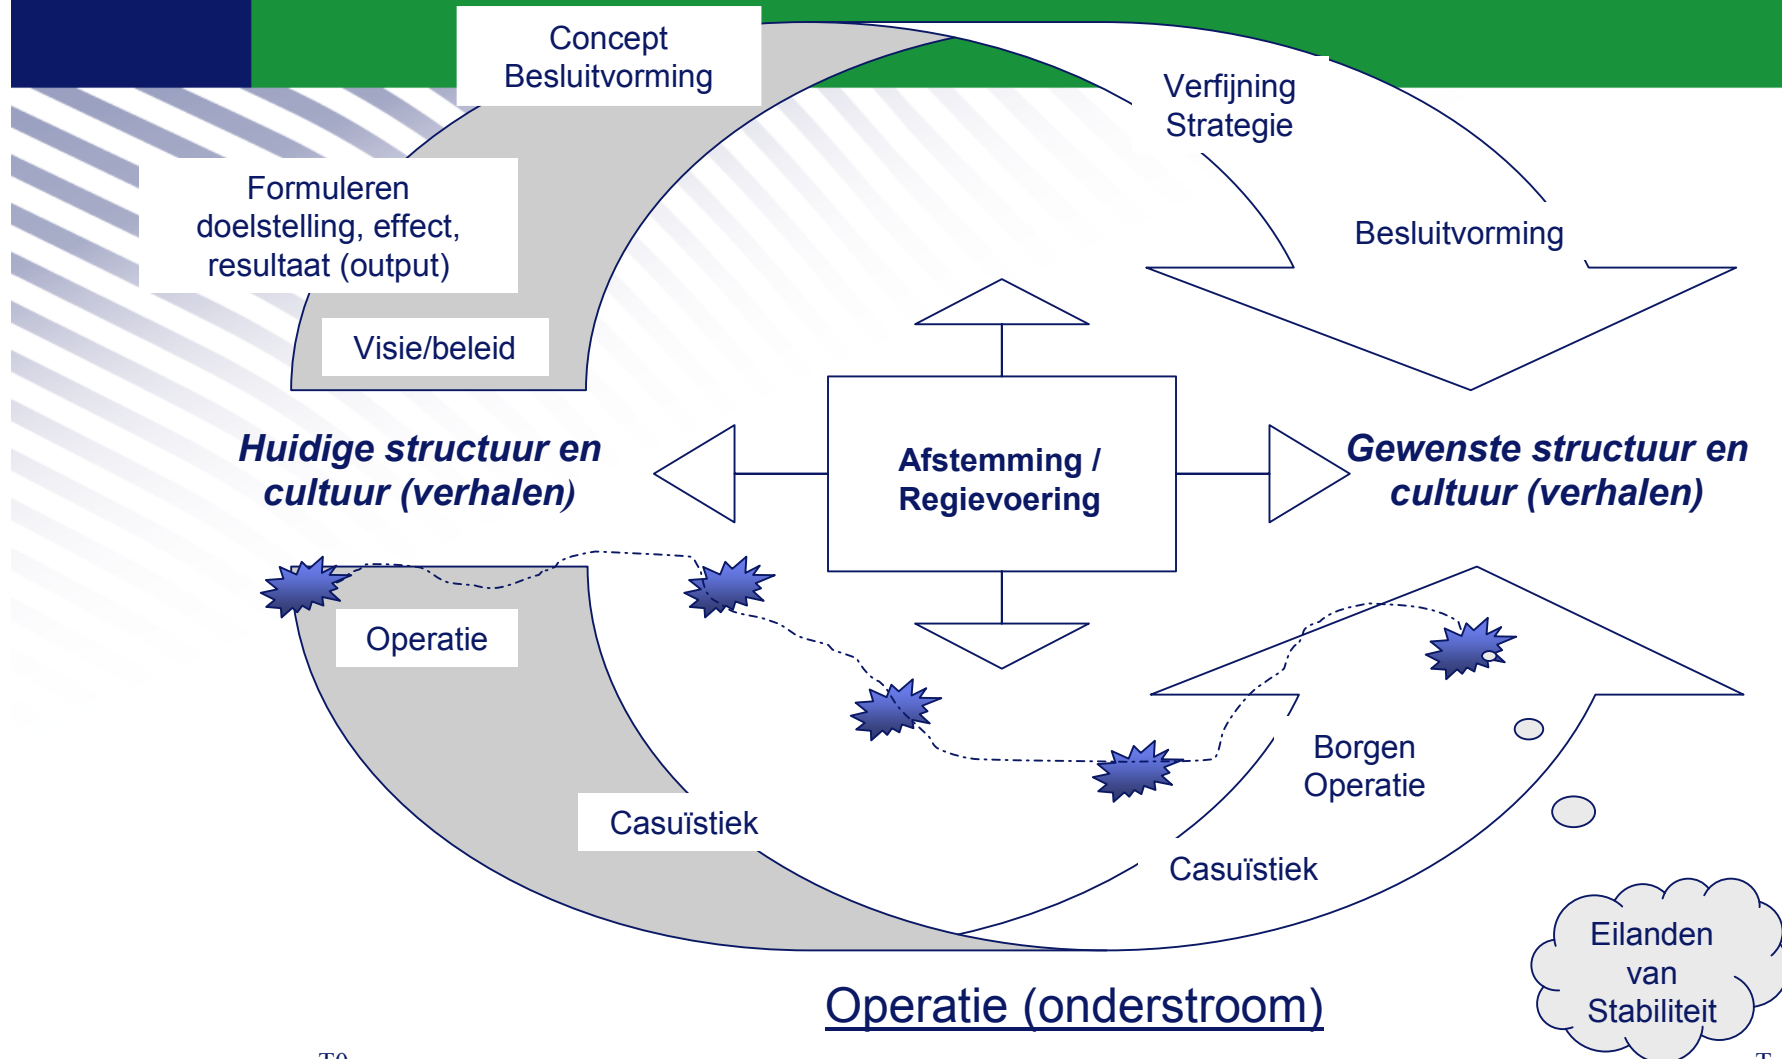 Concept
Besluitvorming
Verfijning
Strategie
Formuleren
doelstelling, effect,
resultaat (output)
Besluitvorming
Visie/beleid
Huidige structuur en
cultuur (verhalen)
Afstemming /
Regievoering
Gewenste structuur en
cultuur (verhalen)
Operatie
Borgen
Operatie
Casuïstiek
Casuïstiek
Eilanden
van
Stabiliteit
Operatie (onderstroom)